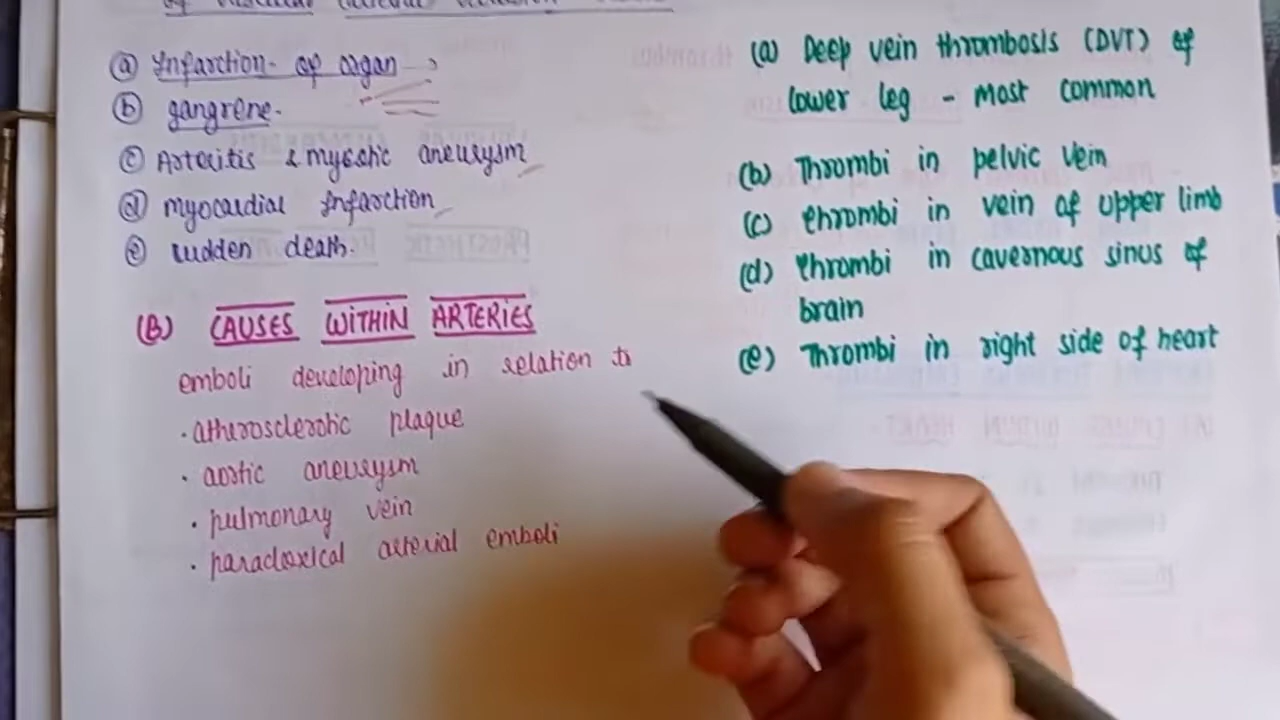 (a) Infarction of organ
(b) gangrene.
(c) Arteritis & mycotic aneurysm
(d) myocardial Infarction
(e) sudden death.
(B) CAUSES WITHIN ARTERIES
emboli developing in relation to
· atherosclerotic plaque
· aortic aneurysm
· pulmonary vein
· paradoxical arterial emboli
(a) Deep vein thrombosis (DVT) of
lower leg - most common
(b) Thrombi in pelvic vein
(c) thrombi in vein of upper limb
(d) thrombi in cavernous sinus of
brain
(e) Thrombi in right side of heart